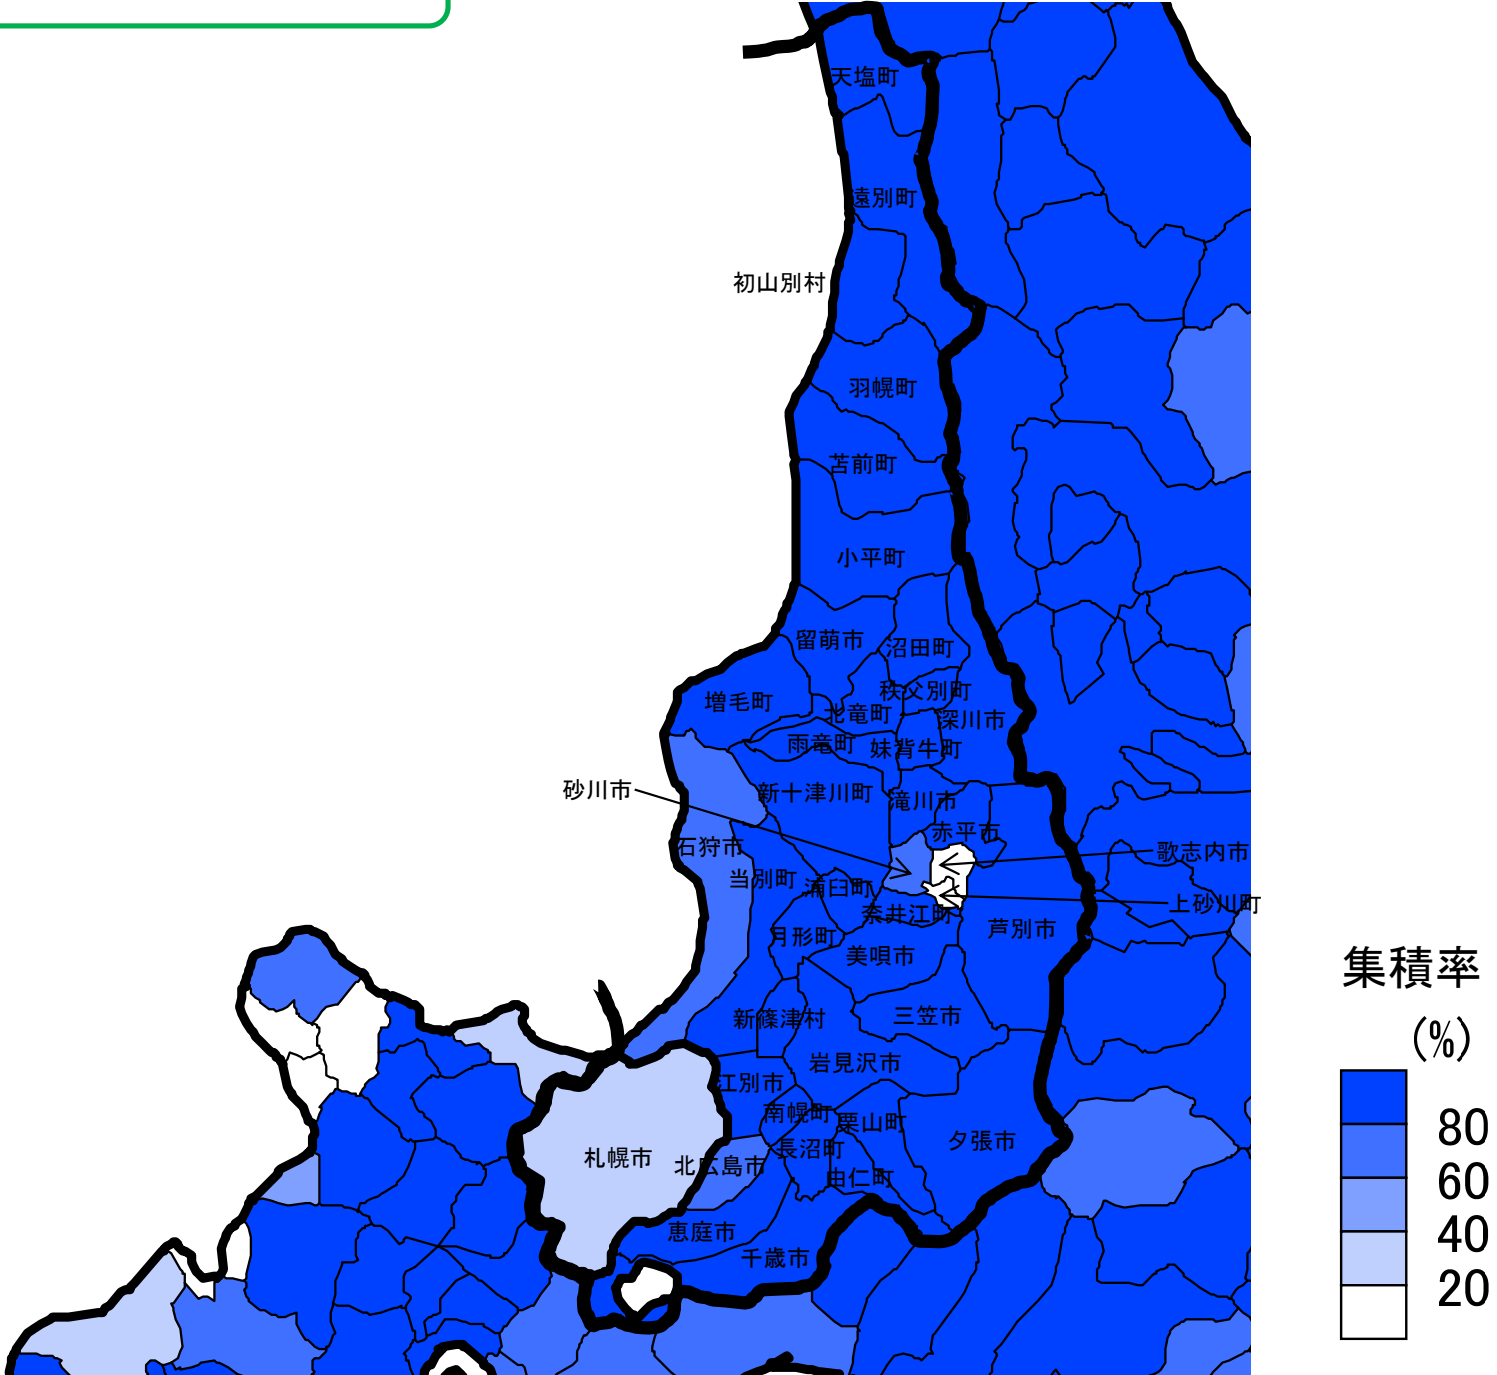 天塩町
遠別町
初山別村
羽幌町
苫前町
小平町
留萌市
沼田町
秩父別町
増毛町
北竜町
深川市
雨竜町
妹背牛町
砂川市
新十津川町
滝川市
赤平市
石狩市
歌志内市
当別町
浦臼町
上砂川町
奈井江町
芦別市
月形町
美唄市
新篠津村
三笠市
岩見沢市
江別市
南幌町
栗山町
夕張市
札幌市
北広島市
長沼町
由仁町
恵庭市
千歳市
集積率
(%)
80
60
40
20